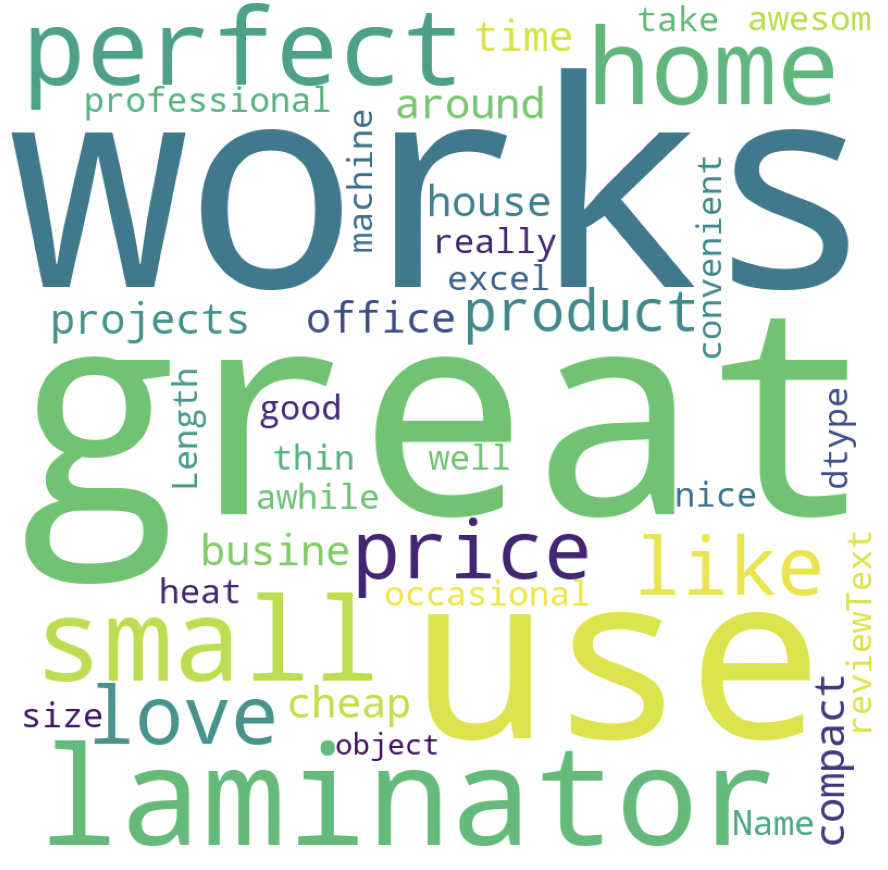 perfect
time
take
awesom
home
professional
around
works
machine
house
convenient
really
excel
projects
office
product
great
Length
good
dtype
thin
well
awhile
nice
price
busine
like
heat
occasional
reviewText
small
use
love
size
cheap
compact
object
laminator
Name